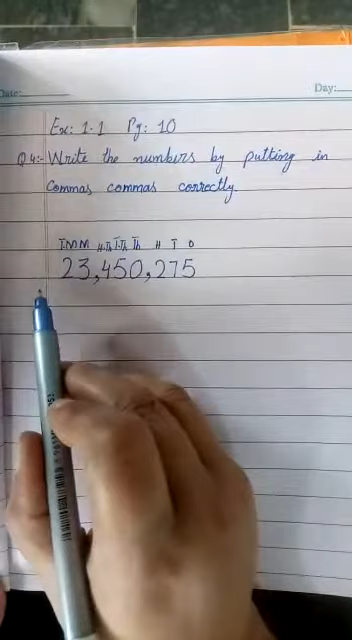 Date:
Day:
Ex: 1.1 Pg: 10
Q4:- Write the numbers by putting in
commas commas correctly.
T.M M H.Th T.Th Th H T O
23,450,275